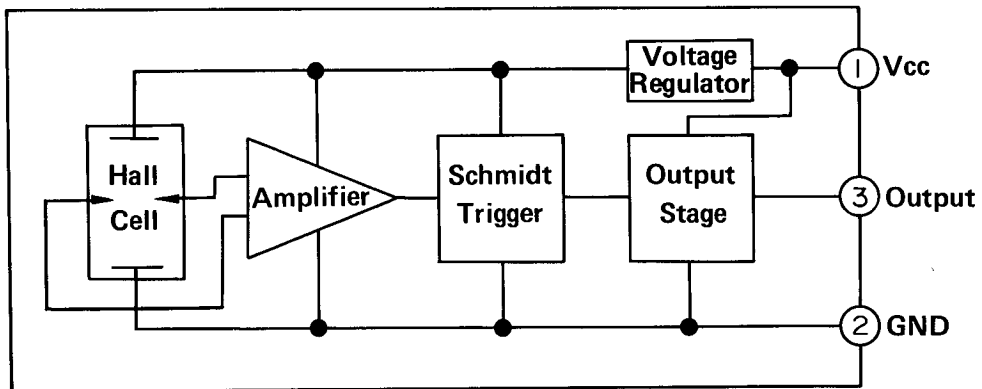 Voltage
Regulator
1 Vcc
Hall
Cell
Amplifier
Schmidt
Trigger
Output
Stage
3 Output
2 GND